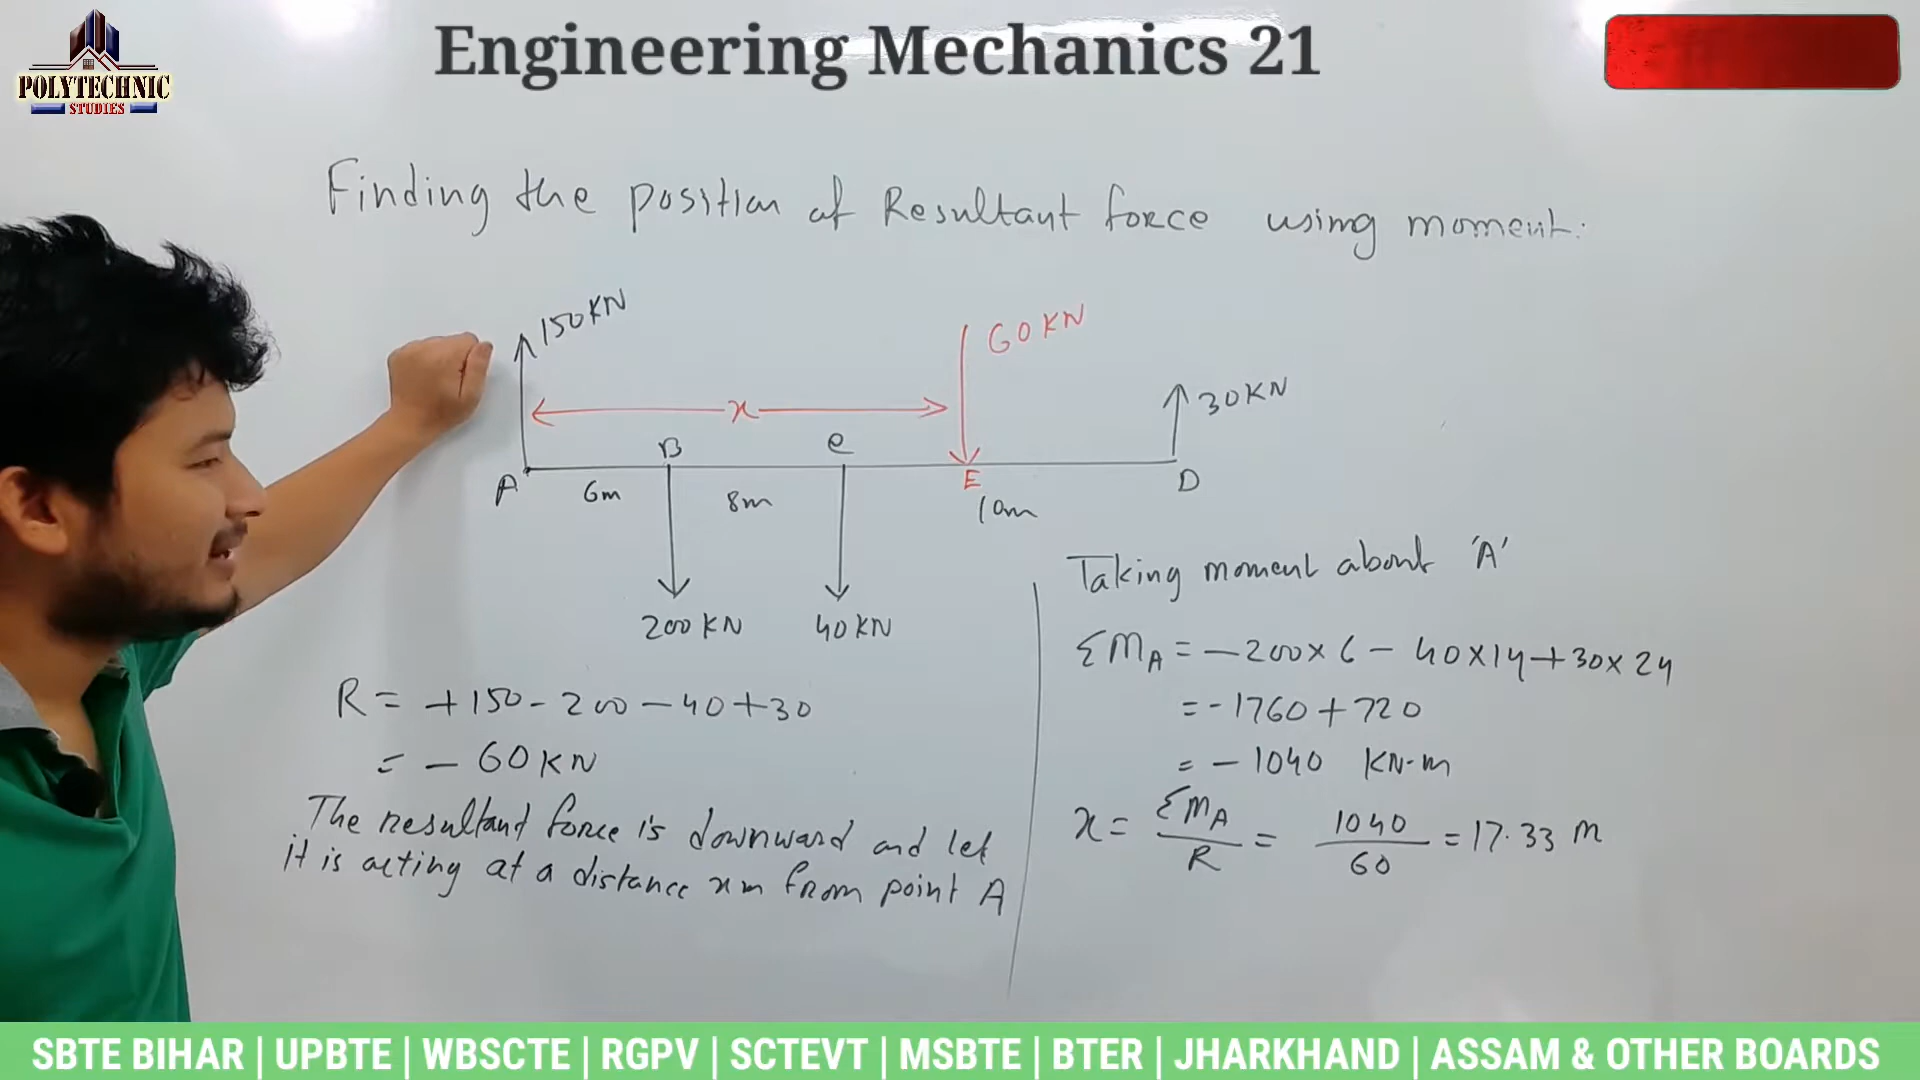 Engineering Mechanics 21
POLYTECHNIC
STUDIES
Finding the position of Resultant force using moment:
150KN
60KN
x
30KN
B
C
A
E
D
6m
8m
10m
200KN
40KN
R = +150 - 200 - 40 + 30
= - 60KN
The resultant force is downward and let
it is acting at a distance xm from point A
Taking moment about 'A'
ΣMA = -200×6 - 40×14 + 30×24
= -1760 + 720
= - 1040 KN-m
x = ΣMA/R = 1040/60 = 17.33 m
SBTE BIHAR | UPBTE | WBSCTE | RGPV | SCTEVT | MSBTE | BTER | JHARKHAND | ASSAM & OTHER BOARDS